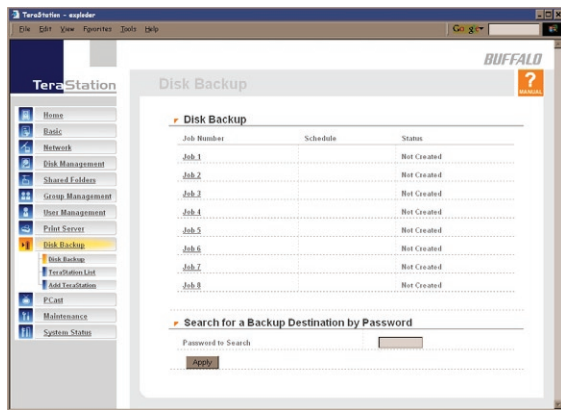 TeraStation - exploder
File Edit View Favorites Tools Help
BUFFALO
TeraStation
Disk Backup
?
MANUAL
Home
Basic
Network
Disk Management
Shared Folders
Group Management
User Management
Print Server
Disk Backup
Disk Backup
TeraStation List
Add TeraStation
PCast
Maintenance
System Status
Disk Backup
Job Number Schedule Status
Job 1 Not Created
Job 2 Not Created
Job 3 Not Created
Job 4 Not Created
Job 5 Not Created
Job 6 Not Created
Job 7 Not Created
Job 8 Not Created
Search for a Backup Destination by Password
Password to Search
Apply